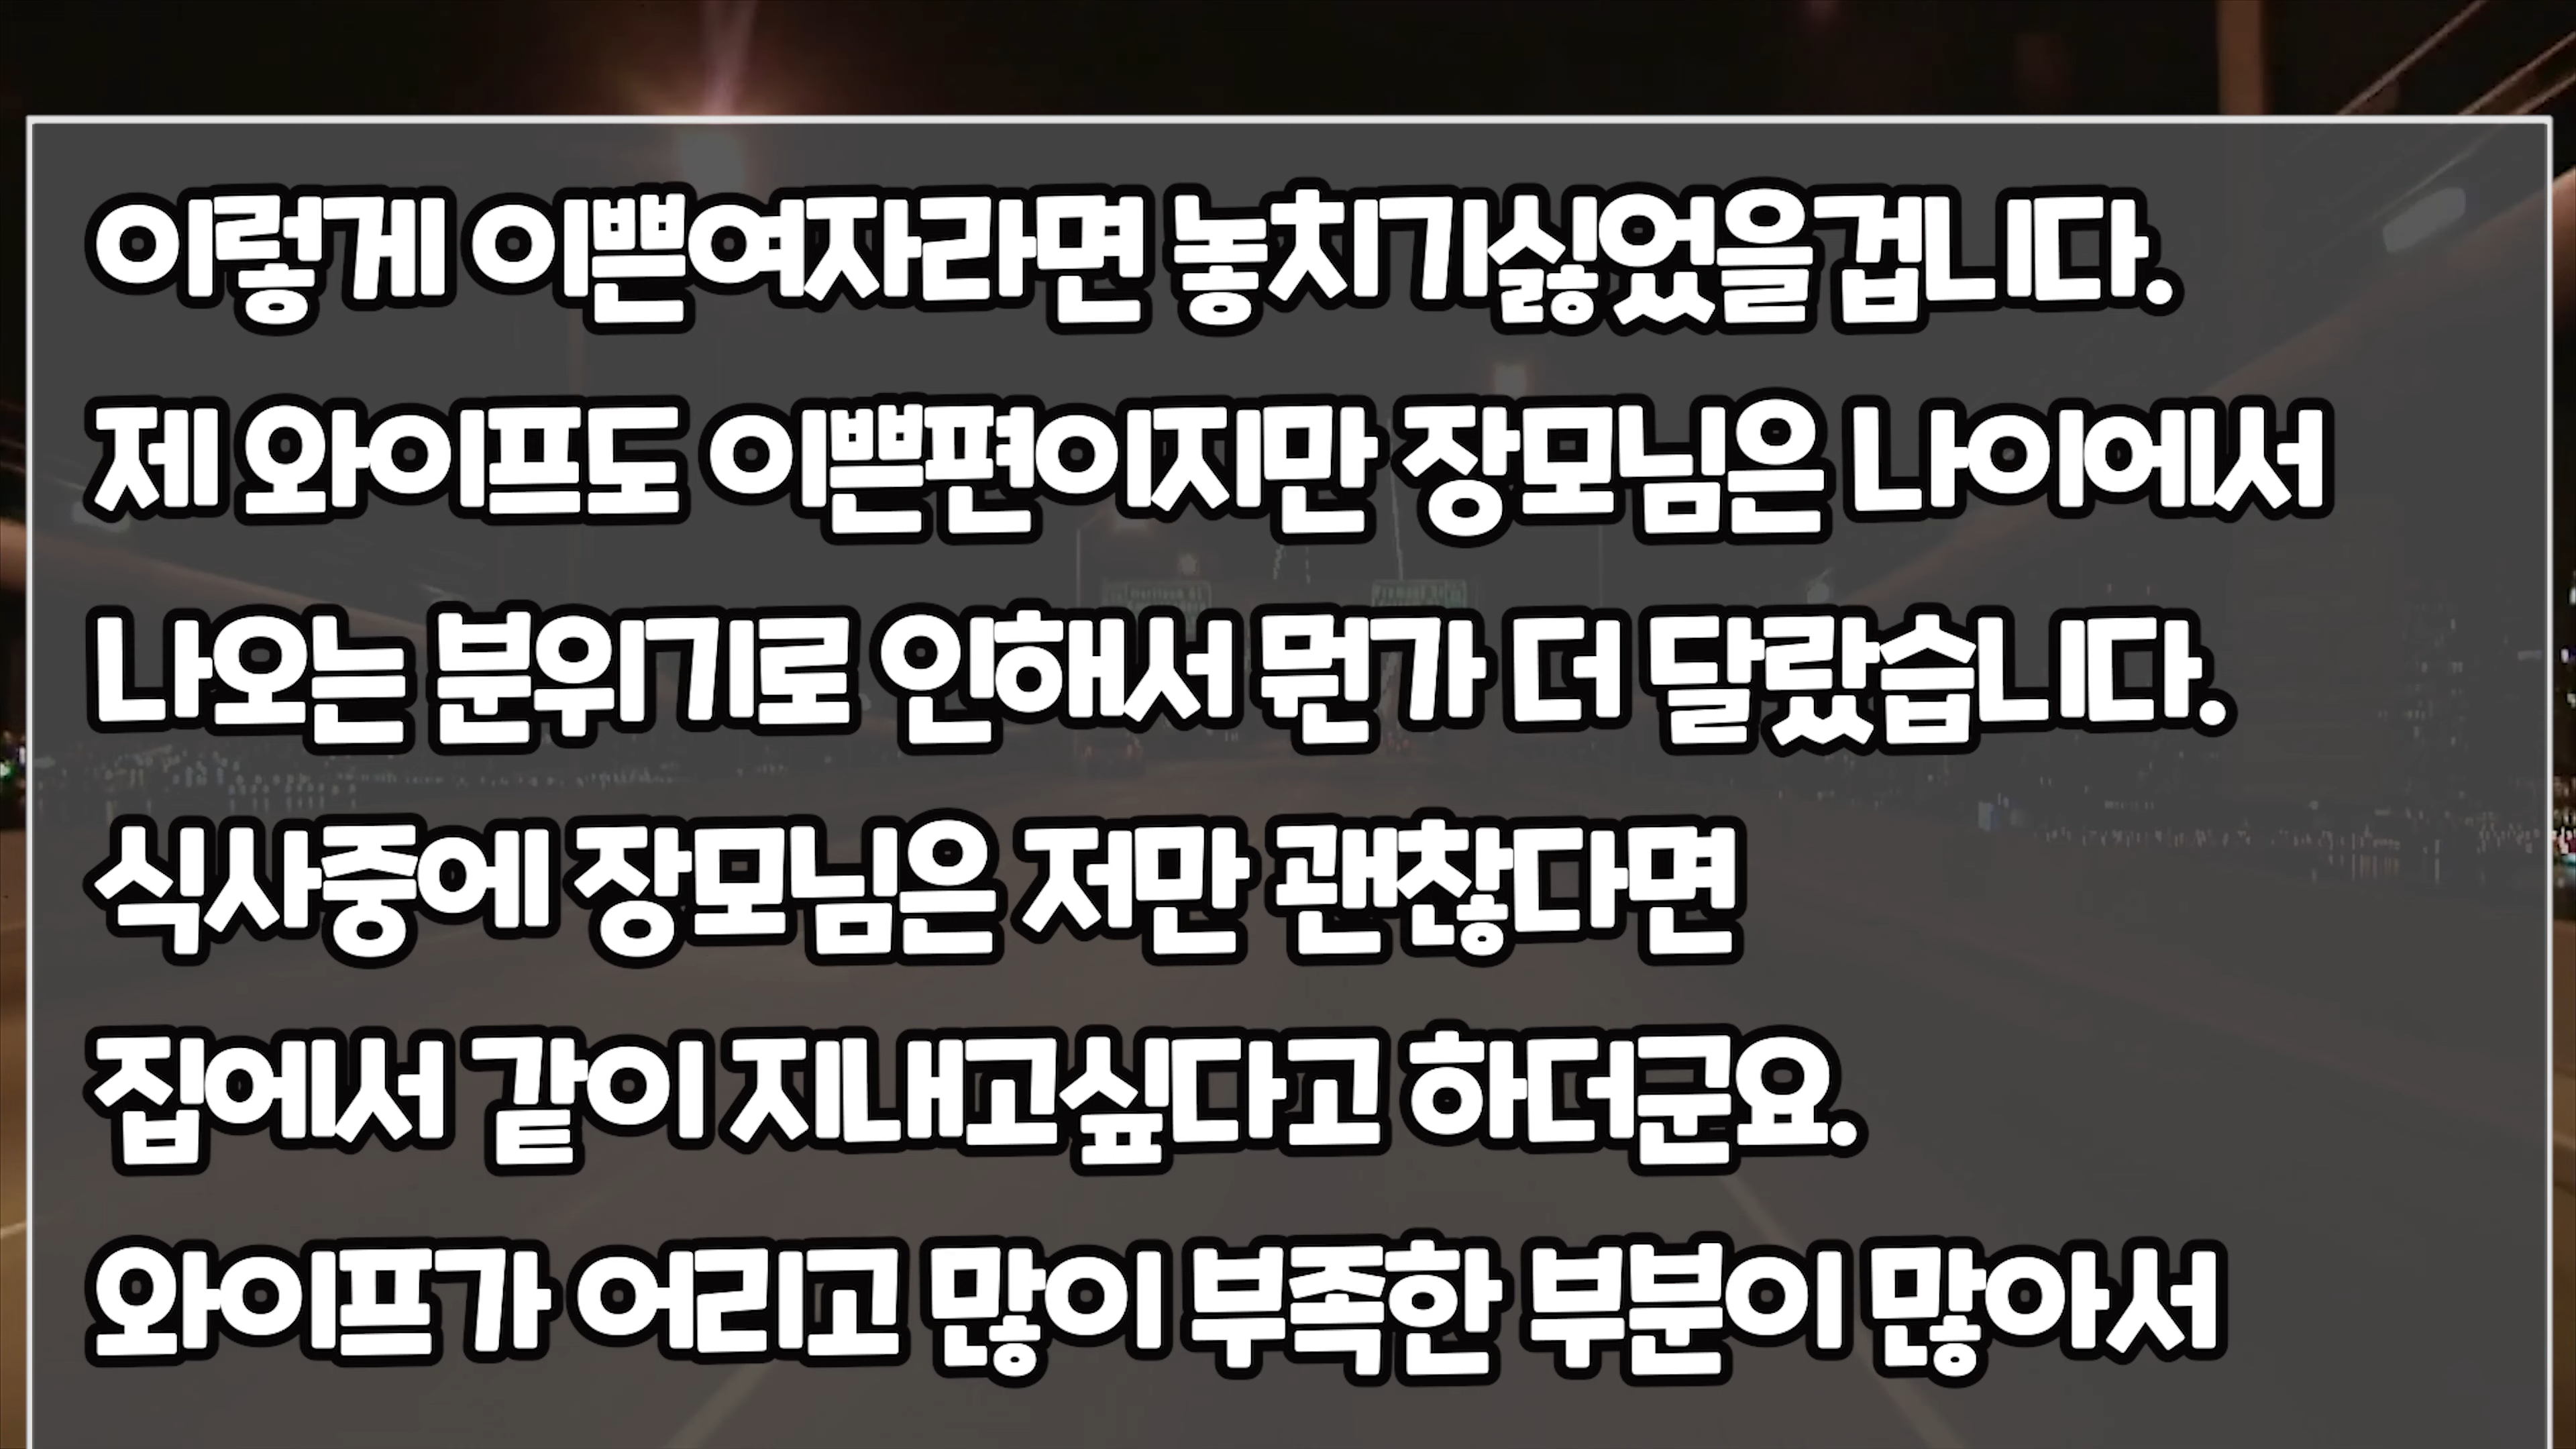 이렇게 이쁜여자라면 놓치기싫었을겁니다.
제 와이프도 이쁜편이지만 장모님은 나이에서
나오는 분위기로 인해서 뭔가 더 달랐습니다.
식사중에 장모님은 저만 괜찮다면
집에서 같이 지내고싶다고 하더군요.
와이프가 어리고 많이 부족한 부분이 많아서